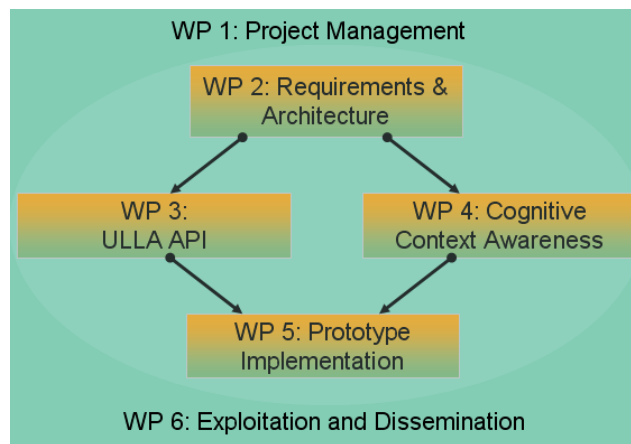 WP 1: Project Management
WP 2: Requirements &
Architecture
WP 3:
ULLA API
WP 4: Cognitive
Context Awareness
WP 5: Prototype
Implementation
WP 6: Exploitation and Dissemination